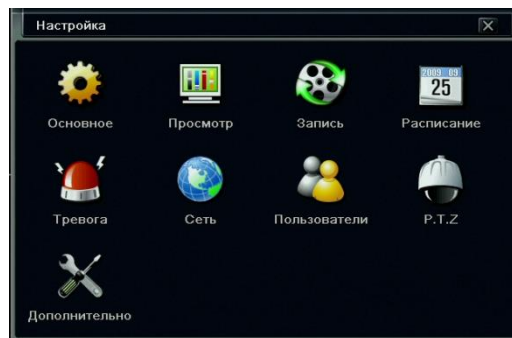 Настройка
2009 09
25
Основное
Просмотр
Запись
Расписание
Тревога
Сеть
Пользователи
P.T.Z
Дополнительно